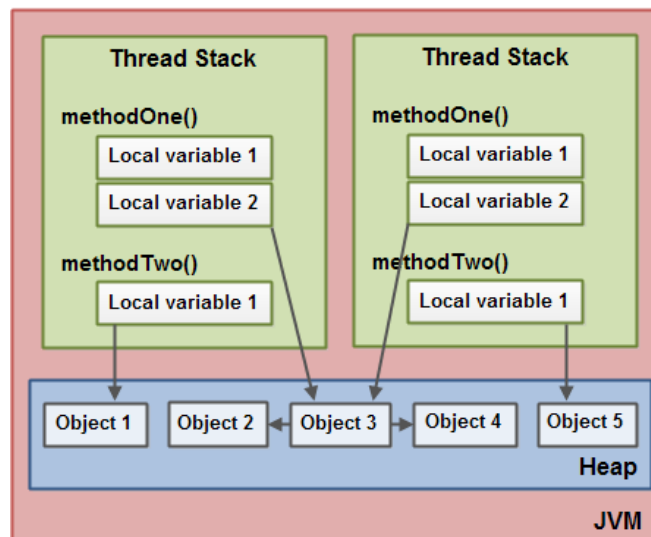 Thread Stack
methodOne()
Local variable 1
Local variable 2
methodTwo()
Local variable 1
Thread Stack
methodOne()
Local variable 1
Local variable 2
methodTwo()
Local variable 1
Object 1
Object 2
Object 3
Object 4
Object 5
Heap
JVM